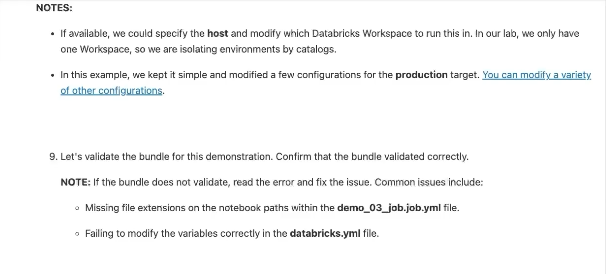 NOTES:
• If available, we could specify the host and modify which Databricks Workspace to run this in. In our lab, we only have
one Workspace, so we are isolating environments by catalogs.
• In this example, we kept it simple and modified a few configurations for the production target. You can modify a variety
of other configurations.
9. Let's validate the bundle for this demonstration. Confirm that the bundle validated correctly.
NOTE: If the bundle does not validate, read the error and fix the issue. Common issues include:
◦ Missing file extensions on the notebook paths within the demo_03_job.job.yml file.
◦ Failing to modify the variables correctly in the databricks.yml file.